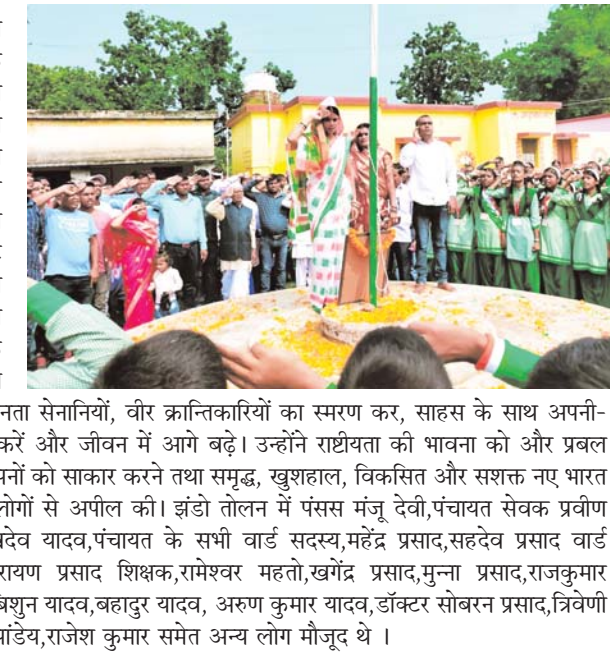 नता सेनानियों, वीर क्रान्तिकारियों का स्मरण कर, साहस के साथ अपनी-
करें और जीवन में आगे बढ़े। उन्होंने राष्टीयता की भावना को और प्रबल
नों को साकार करने तथा समृद्ध, खुशहाल, विकसित और सशक्त नए भारत
लोगों से अपील की। झंडो तोलन में पंसस मंजू देवी,पंचायत सेवक प्रवीण
देव यादव,पंचायत के सभी वार्ड सदस्य,महेंद्र प्रसाद,सहदेव प्रसाद वार्ड
रायण प्रसाद शिक्षक,रामेश्वर महतो,खगेंद्र प्रसाद,मुन्ना प्रसाद,राजकुमार
बिशुन यादव,बहादुर यादव, अरुण कुमार यादव,डॉक्टर सोबरन प्रसाद,त्रिवेणी
पांडेय,राजेश कुमार समेत अन्य लोग मौजूद थे ।